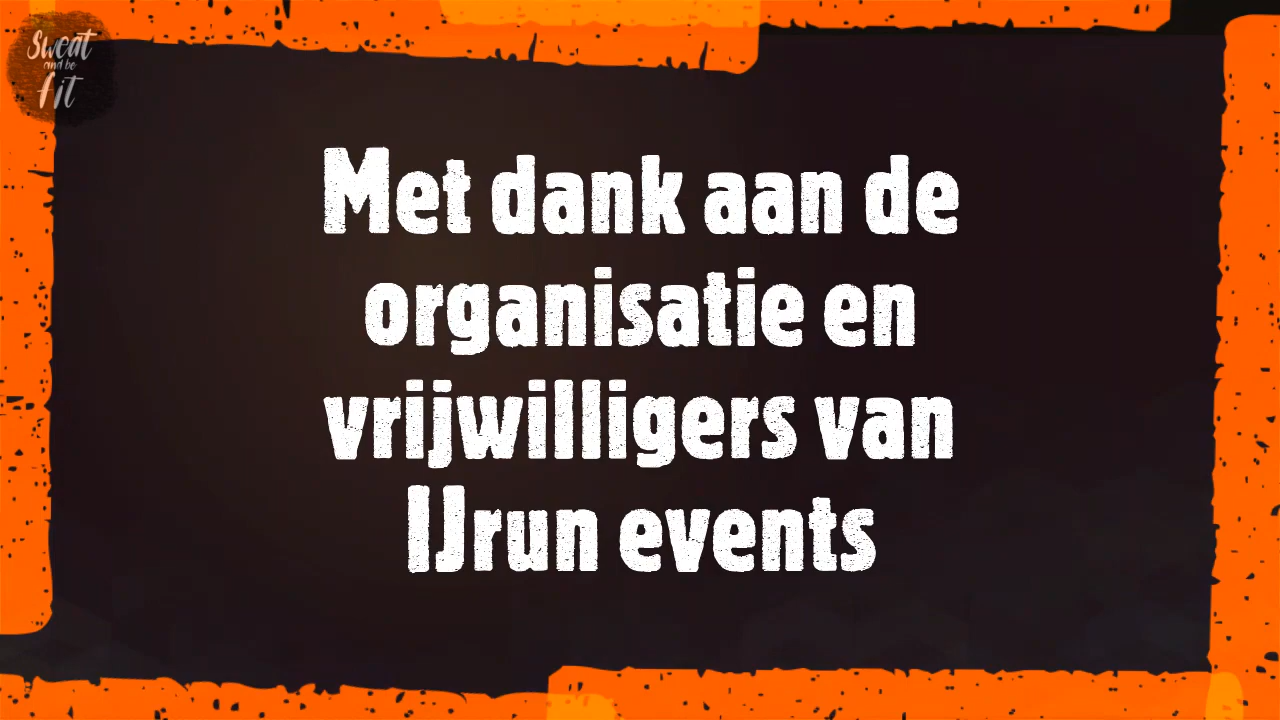 Sweat
and be
fit
Met dank aan de
organisatie en
vrijwilligers van
IJrun events